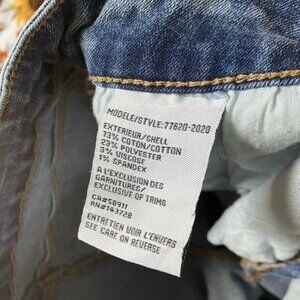 MODELE/STYLE:77620-2020
EXTERIEUR/SHELL
73% COTON/COTTON
23% POLYESTER
3% VISCOSE
1% SPANDEX
A L'EXCLUSION DES
GARNITURES/
EXCLUSIVE OF TRIMS
CA#58911
RN#143728
ENTRETIEN VOIR L'ENVERS
SEE CARE ON REVERSE